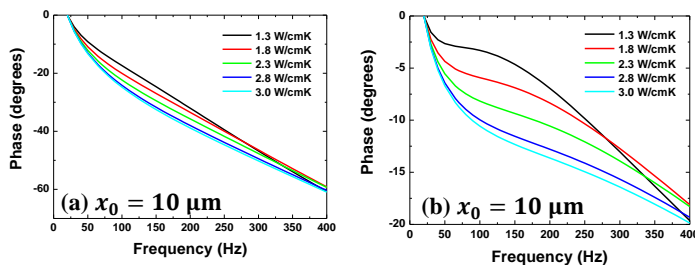 0
-20
-40
-60
Phase (degrees)
1.3 W/cmK
1.8 W/cmK
2.3 W/cmK
2.8 W/cmK
3.0 W/cmK
(a) x₀ = 10 μm
0 50 100 150 200 250 300 350 400
Frequency (Hz)
0
-5
-10
-15
-20
Phase (degrees)
1.3 W/cmK
1.8 W/cmK
2.3 W/cmK
2.8 W/cmK
3.0 W/cmK
(b) x₀ = 10 μm
0 50 100 150 200 250 300 350 400
Frequency (Hz)